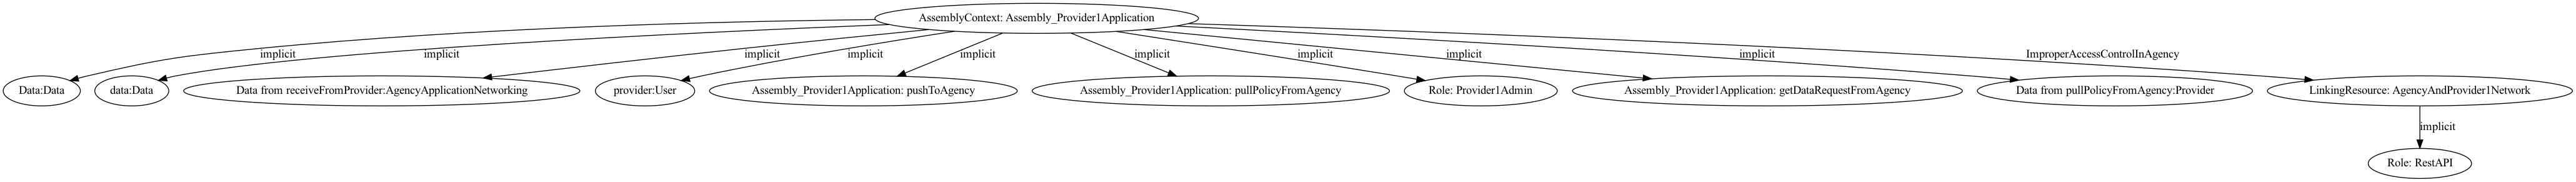 AssemblyContext: Assembly_Provider1Application
implicit
implicit
implicit
implicit
implicit
implicit
implicit
implicit
implicit
ImproperAccessControlInAgency
Data:Data
data:Data
Data from receiveFromProvider:AgencyApplicationNetworking
provider:User
Assembly_Provider1Application: pushToAgency
Assembly_Provider1Application: pullPolicyFromAgency
Role: Provider1Admin
Assembly_Provider1Application: getDataRequestFromAgency
Data from pullPolicyFromAgency:Provider
LinkingResource: AgencyAndProvider1Network
implicit
Role: RestAPI